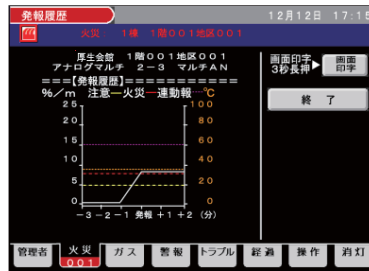 発報履歴
12月12日 17:15
火災 1棟 1階001地区001
厚生会館 1階001地区001
アナログマルチ 2-3 マルチAN
===【発報履歴】============
%/m 注意—火災—連動報┈℃
25 100
20 80
15 60
10 40
5 20
0 0
-3 -2 -1 発報 +1 +2 (分)
画面印字
3秒長押▶
画面
印字
終 了
管理者 火災 ガス 警報 トラブル 経過 操作 消灯
001